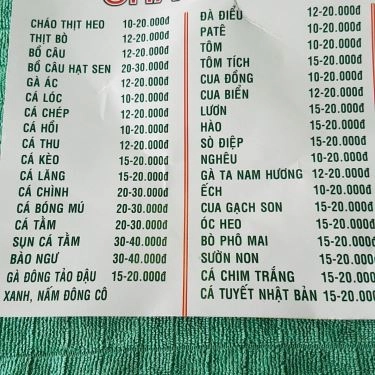 CHÁO THỊT HEO 10-20.000đ
THỊT BÒ 12-20.000đ
BỒ CÂU 12-20.000đ
BỒ CÂU HẠT SEN 20-30.000đ
GÀ ÁC 12-20.000đ
CÁ LÓC 10-20.000đ
CÁ CHÉP 12-20.000đ
CÁ HỒI 10-20.000đ
CÁ THU 12-20.000đ
CÁ KÈO 15-20.000đ
CÁ LĂNG 15-20.000đ
CÁ CHÌNH 20-30.000đ
CÁ BÓNG MÚ 20-30.000đ
CÁ TẦM 20-30.000đ
SỤN CÁ TẦM 30-40.000đ
BÀO NGƯ 30-40.000đ
GÀ ĐÔNG TẢO ĐẬU 15-20.000đ
XANH, NẤM ĐÔNG CÔ
ĐÀ ĐIỂU 12-20.000đ
PATÊ 10-20.000đ
TÔM 10-20.000đ
TÔM TÍCH 15-20.000đ
CUA ĐỒNG 10-20.000đ
CUA BIỂN 12-20.000đ
LƯƠN 15-20.000đ
HÀO 15-20.000đ
SÒ ĐIỆP 15-20.000đ
NGHÊU 10-20.000đ
GÀ TA NAM HƯƠNG 12-20.000đ
ẾCH 10-20.000đ
CUA GẠCH SON 15-20.000đ
ÓC HEO 15-20.000đ
BÒ PHÔ MAI 15-20.000đ
SƯỜN NON 15-20.000đ
CÁ CHIM TRẮNG 15-20.000đ
CÁ TUYẾT NHẬT BẢN 15-20.000